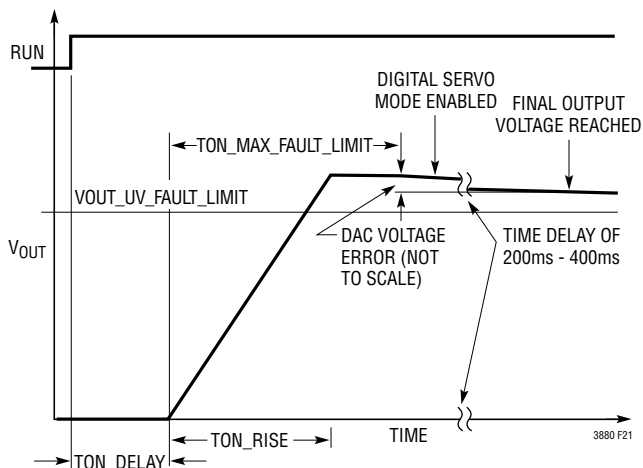 RUN
DIGITAL SERVO
MODE ENABLED
FINAL OUTPUT
VOLTAGE REACHED
TON_MAX_FAULT_LIMIT
VOUT_UV_FAULT_LIMIT
VOUT
DAC VOLTAGE
ERROR (NOT
TO SCALE)
TIME DELAY OF
200ms - 400ms
TON_RISE
TIME
3880 F21
TON_DELAY